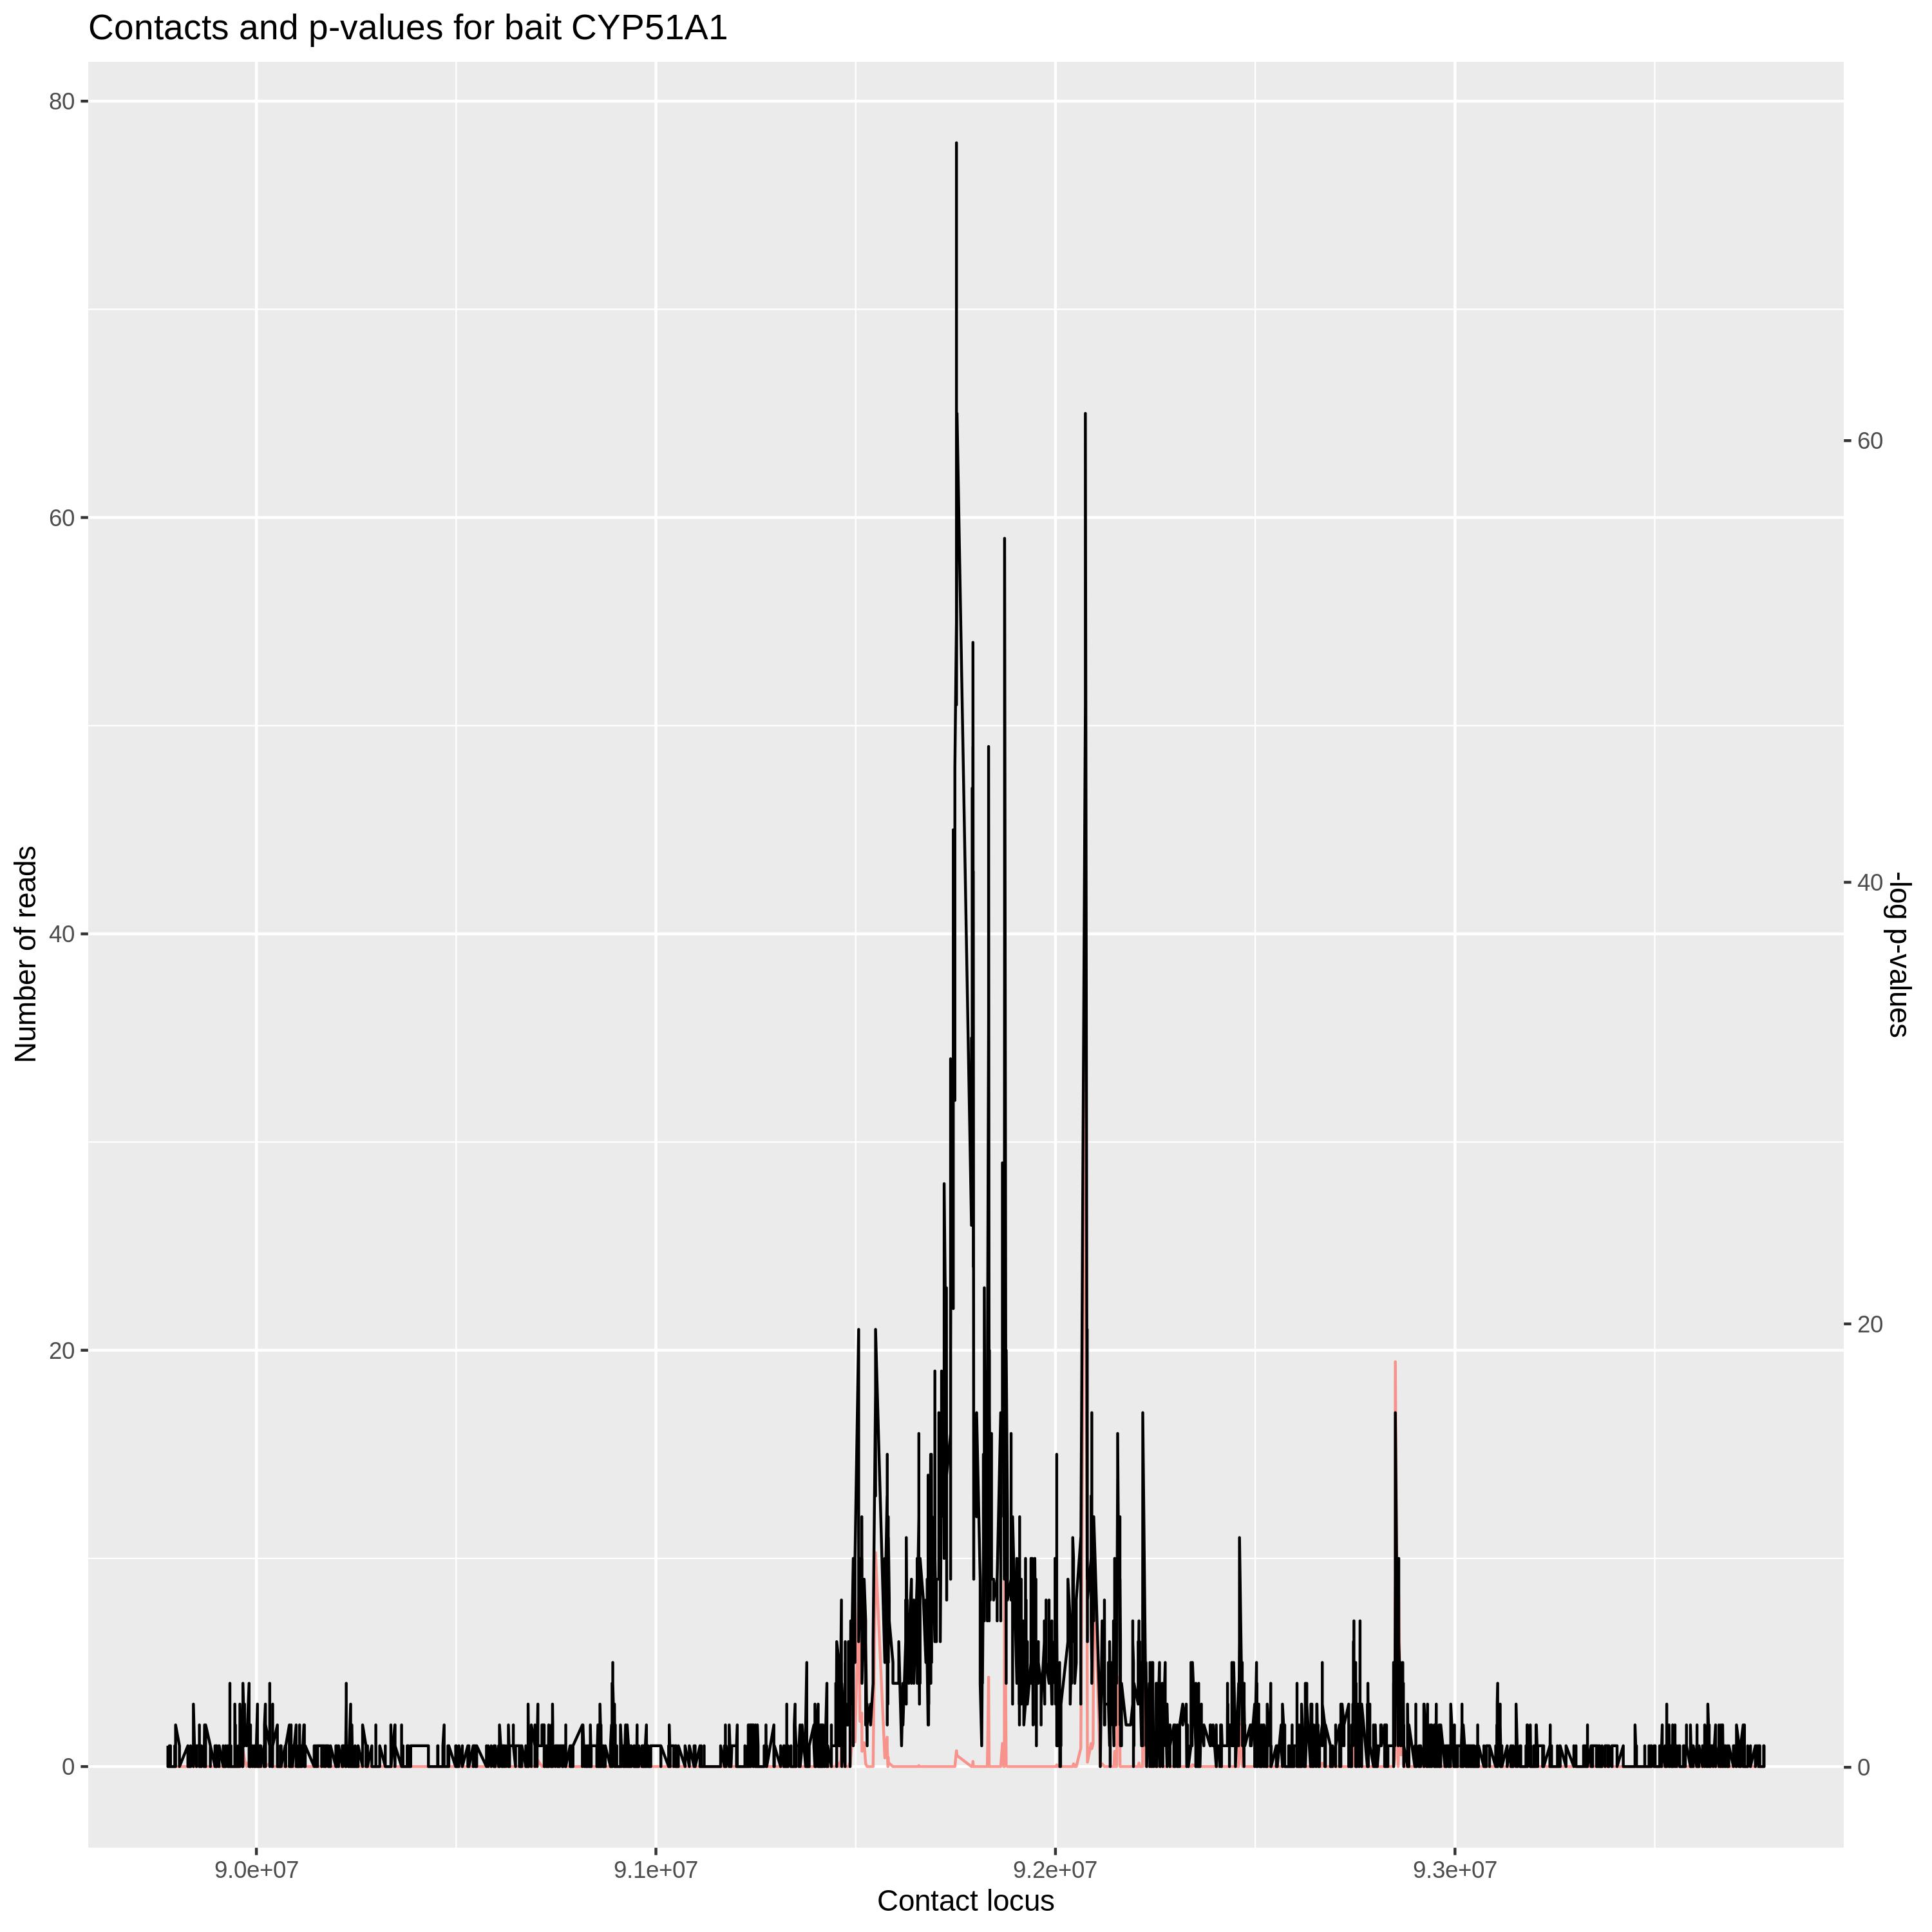 Contacts and p-values for bait CYP51A1
80
60
40
20
0
Number of reads
60
40
20
0
-log p-values
9.0e+07 9.1e+07 9.2e+07 9.3e+07
Contact locus